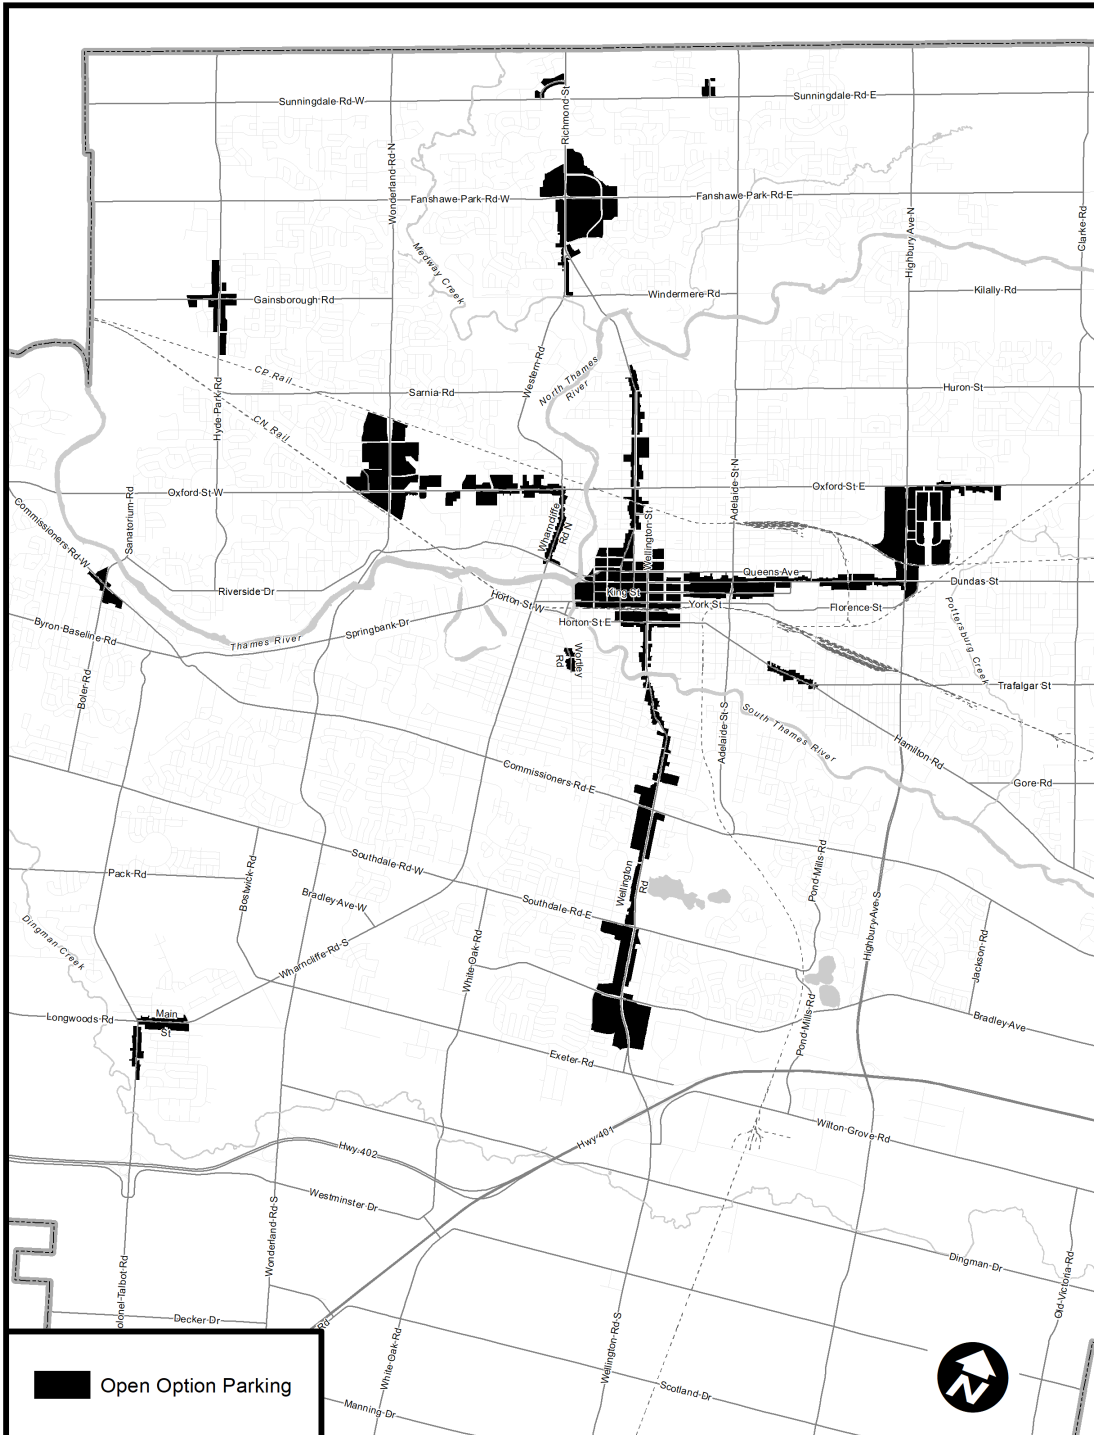 Sunningdale Rd W
Richmond St
Sunningdale Rd E
Wonderland Rd N
Fanshawe Park Rd W
Fanshawe Park Rd E
Highbury Ave N
Clarke Rd
Medway Creek
Gainsborough Rd
Windermere Rd
Kilally Rd
CP Rail
Sarnia Rd
Western Rd
North Thames
River
Huron St
Hyde Park Rd
CN Rail
Oxford St W
Oxford St E
Adelaide St N
Sanatorium Rd
Commissioners Rd W
Wharncliffe
Rd N
Wellington St
Queens Ave
Dundas St
Riverside Dr
Horton St W
King St
York St
Florence St
Byron Baseline Rd
Thames River
Springbank Dr
Horton St E
Pottersburg Creek
Wortley
Rd
Boler Rd
Trafalgar St
Adelaide St S
South Thames River
Hamilton Rd
Commissioners Rd E
Gore Rd
Southdale Rd W
Pack Rd
Bostwick Rd
Bradley Ave W
Wellington
Rd
Pond Mills Rd
Southdale Rd E
Highbury Ave S
Dingman Creek
Wharncliffe Rd S
White Oak Rd
Jackson Rd
Longwoods Rd
Main
St
Pond Mills Rd
Bradley Ave
Exeter Rd
Hwy 401
Wilton Grove Rd
Hwy 402
Westminster Dr
Wonderland Rd S
olonel Talbot Rd
Dingman Dr
Old Victoria Rd
Decker Dr
Rd
White Oak Rd
Wellington Rd S
Scotland Dr
Manning Dr
Open Option Parking
N